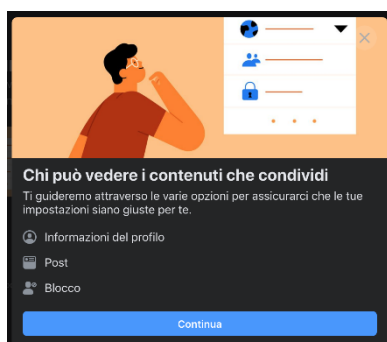 Chi può vedere i contenuti che condividi
Ti guideremo attraverso le varie opzioni per assicurarci che le tue
impostazioni siano giuste per te.
Informazioni del profilo
Post
Blocco
Continua